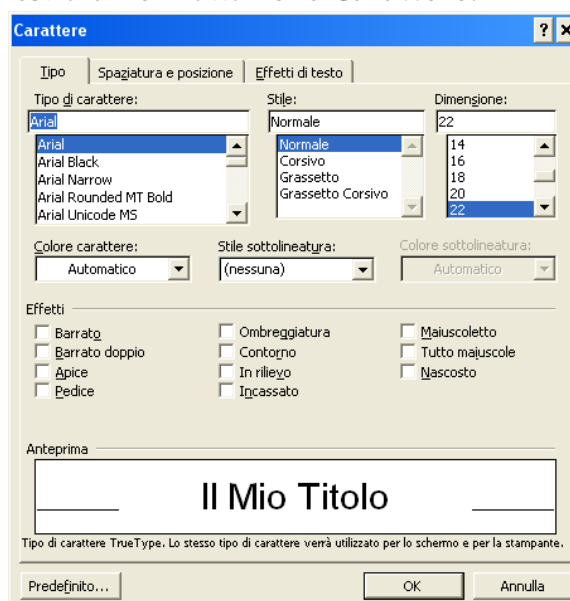 Carattere
Tipo Spaziatura e posizione Effetti di testo
Tipo di carattere: Stile: Dimensione:
Arial Normale 22
Arial Normale 14
Arial Black Corsivo 16
Arial Narrow Grassetto 18
Arial Rounded MT Bold Grassetto Corsivo 20
Arial Unicode MS 22
Colore carattere: Stile sottolineatura: Colore sottolineatura:
Automatico (nessuna) Automatico
Effetti
Barrato Ombreggiatura Maiuscoletto
Barrato doppio Contorno Tutto maiuscole
Apice In rilievo Nascosto
Pedice Incassato
Anteprima
Il Mio Titolo
Tipo di carattere TrueType. Lo stesso tipo di carattere verrà utilizzato per lo schermo e per la stampante.
Predefinito... OK Annulla